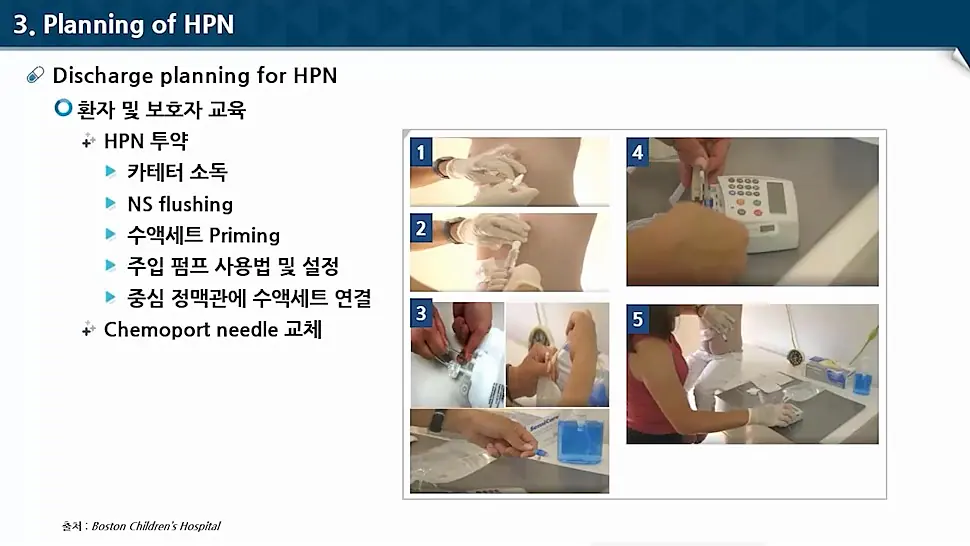 3. Planning of HPN
Discharge planning for HPN
환자 및 보호자 교육
HPN 투약
카테터 소독
NS flushing
수액세트 Priming
주입 펌프 사용법 및 설정
중심 정맥관에 수액세트 연결
Chemoport needle 교체
1
2
3
4
5
출처 : Boston Children's Hospital